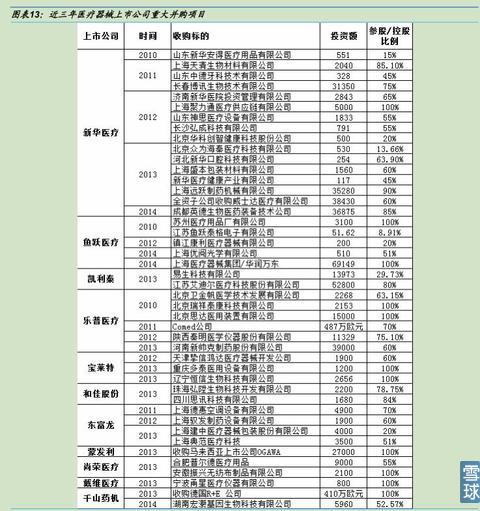 图表13：近三年医疗器械上市公司重大并购项目
上市公司 时间 收购标的 投资额 参股/控股比例
新华医疗
2010 山东新华安得医疗用品有限公司 551 15%
2011 上海天清生物材料有限公司 2040 85.10%
山东中德牙科技术有限公司 328 45%
长春博讯生物技术有限公司 31350 75%
2012 济南新华医院投资管理有限公司 2843 65%
上海聚力通医疗供应链有限公司 5000 100%
山东神思医疗设备有限公司 1833 55%
长沙弘成科技有限公司 791 55%
北京华科创智健康科技股份公司 500 20%
2013 北京众为海泰医疗科技有限公司 530 13.66%
河北新华口腔科技有限公司 254 63.90%
上海盛本包装材料有限公司 1560 60%
新华医疗健康产业有限公司 117 45%
上海远跃制药机械有限公司 35280 90%
全资子公司收购威士达医疗有限公司 38430 60%
2014 成都英德生物医药装备技术公司 36875 85%
鱼跃医疗
2010 苏州医疗用品厂有限公司 3100 100%
江苏鱼跃泰格电子有限公司 51.62 8.91%
2012 镇江康利医疗器械有限公司 200 20%
2014 上海优阅光学有限公司 510 51%
2014 上海医疗器械集团/华润万东 69149 100%
凯利泰
2013 易生科技有限公司 13973 29.73%
江苏艾迪尔医疗科技股份有限公司 52800 80%
乐普医疗
2010 北京卫金帆医学技术发展有限公司 2268 63.15%
北京瑞祥泰康科技有限公司 2153 100%
北京思达医用装置有限公司 15000 100%
2011 Comed公司 487万欧元 70%
2012 陕西秦明医学仪器股份有限公司 11329 75.10%
2013 河南新帅克制药股份有限公司 39000 60%
宝莱特
2012 天津挚信鸿达医疗器械开发公司 1900 60%
2013 重庆多泰医用设备有限公司 1200 100%
2013 辽宁恒信生物科技有限公司 2656 100%
和佳股份
2013 珠海弘陞生物科技开发有限公司 2200 78.75%
四川思讯科技有限公司 1680 84%
东富龙
2011 上海德惠空调设备有限公司 4900 70%
2012 上海驭发制药设备有限公司 1900 60%
2013 上海建中医疗器械包装股份有限公司 4000 20%
上海典范医疗科技 3500 51%
蒙发利 2013 收购马来西亚上市公司OGAWA 27000 100%
尚荣医疗
2013 合肥普尔德医疗用品 9000 55%
安徽振兴无纺布制品有限公司 2100 100%
戴维医疗 2013 宁波甬星医疗仪器有限公司 800 100%
千山药机
2013 收购德国R+E 公司 410万欧元 100%
2014 湖南宏灏基因生物科技有限公司 5960 52.57%
雪球